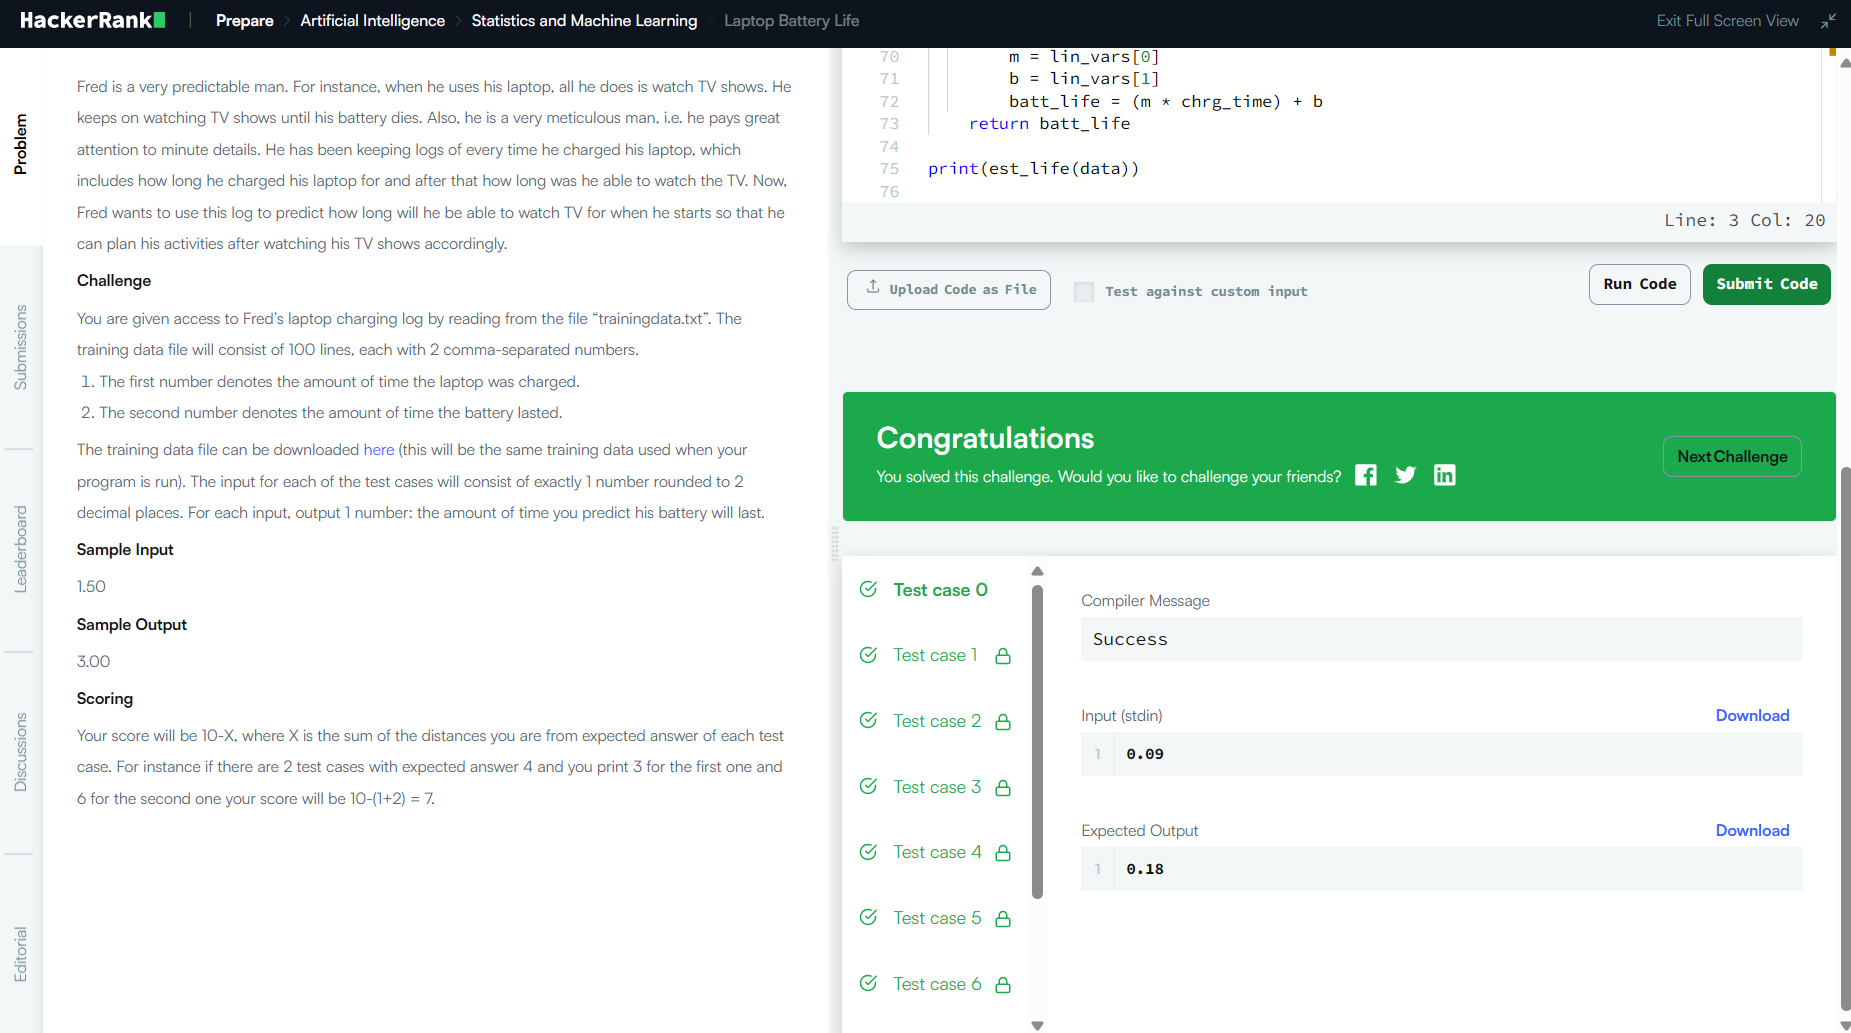 HackerRank
Prepare
Artificial Intelligence
Statistics and Machine Learning
Laptop Battery Life
Exit Full Screen View
Problem
Submissions
Leaderboard
Discussions
Editorial
Fred is a very predictable man. For instance, when he uses his laptop, all he does is watch TV shows. He
keeps on watching TV shows until his battery dies. Also, he is a very meticulous man, i.e. he pays great
attention to minute details. He has been keeping logs of every time he charged his laptop, which
includes how long he charged his laptop for and after that how long was he able to watch the TV. Now,
Fred wants to use this log to predict how long will he be able to watch TV for when he starts so that he
can plan his activities after watching his TV shows accordingly.
Challenge
You are given access to Fred’s laptop charging log by reading from the file “trainingdata.txt”. The
training data file will consist of 100 lines, each with 2 comma-separated numbers.
1. The first number denotes the amount of time the laptop was charged.
2. The second number denotes the amount of time the battery lasted.
The training data file can be downloaded here (this will be the same training data used when your
program is run). The input for each of the test cases will consist of exactly 1 number rounded to 2
decimal places. For each input, output 1 number: the amount of time you predict his battery will last.
Sample Input
1.50
Sample Output
3.00
Scoring
Your score will be 10-X, where X is the sum of the distances you are from expected answer of each test
case. For instance if there are 2 test cases with expected answer 4 and you print 3 for the first one and
6 for the second one your score will be 10-(1+2) = 7.
70 m = lin_vars[0]
71 b = lin_vars[1]
72 batt_life = (m * chrg_time) + b
73 return batt_life
74
75 print(est_life(data))
76
Line: 3 Col: 20
Upload Code as File
Test against custom input
Run Code
Submit Code
Congratulations
You solved this challenge. Would you like to challenge your friends?
Next Challenge
Test case 0
Test case 1
Test case 2
Test case 3
Test case 4
Test case 5
Test case 6
Compiler Message
Success
Input (stdin)
Download
1 0.09
Expected Output
Download
1 0.18